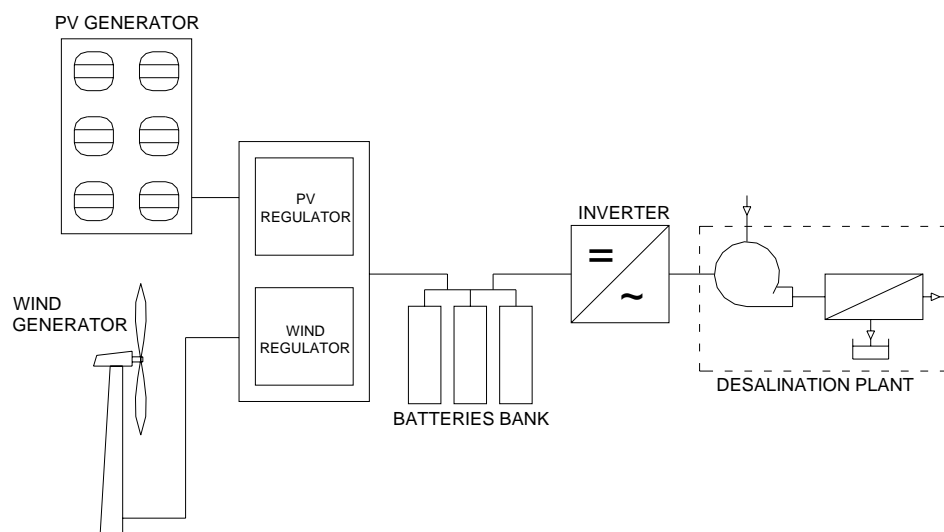 PV GENERATOR
PV
REGULATOR
INVERTER
=
~
WIND
GENERATOR
WIND
REGULATOR
BATTERIES BANK
DESALINATION PLANT